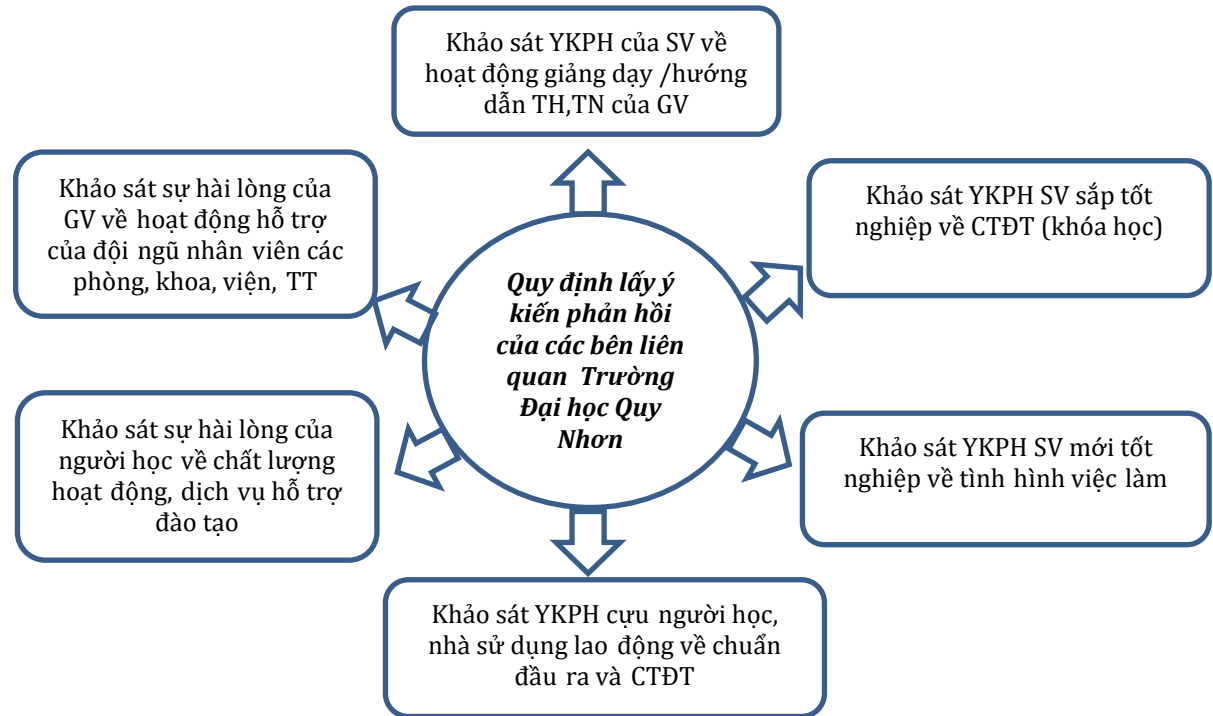 Khảo sát YKPH của SV về
hoạt động giảng dạy /hướng
dẫn TH,TN của GV
Khảo sát sự hài lòng của
GV về hoạt động hỗ trợ
của đội ngũ nhân viên các
phòng, khoa, viện, TT
Khảo sát YKPH SV sắp tốt
nghiệp về CTĐT (khóa học)
Quy định lấy ý
kiến phản hồi
của các bên liên
quan Trường
Đại học Quy
Nhơn
Khảo sát sự hài lòng của
người học về chất lượng
hoạt động, dịch vụ hỗ trợ
đào tạo
Khảo sát YKPH SV mới tốt
nghiệp về tình hình việc làm
Khảo sát YKPH cựu người học,
nhà sử dụng lao động về chuẩn
đầu ra và CTĐT